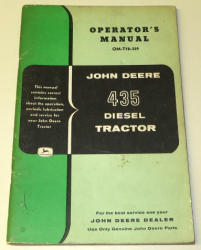 OPERATOR'S
MANUAL
OM-T18-359
JOHN DEERE
435
DIESEL
TRACTOR
This manual
contains correct
information
about the operation,
periodic lubrication
and service for
your John Deere
Tractor
For the best service see your
JOHN DEERE DEALER
Use Only Genuine John Deere Parts